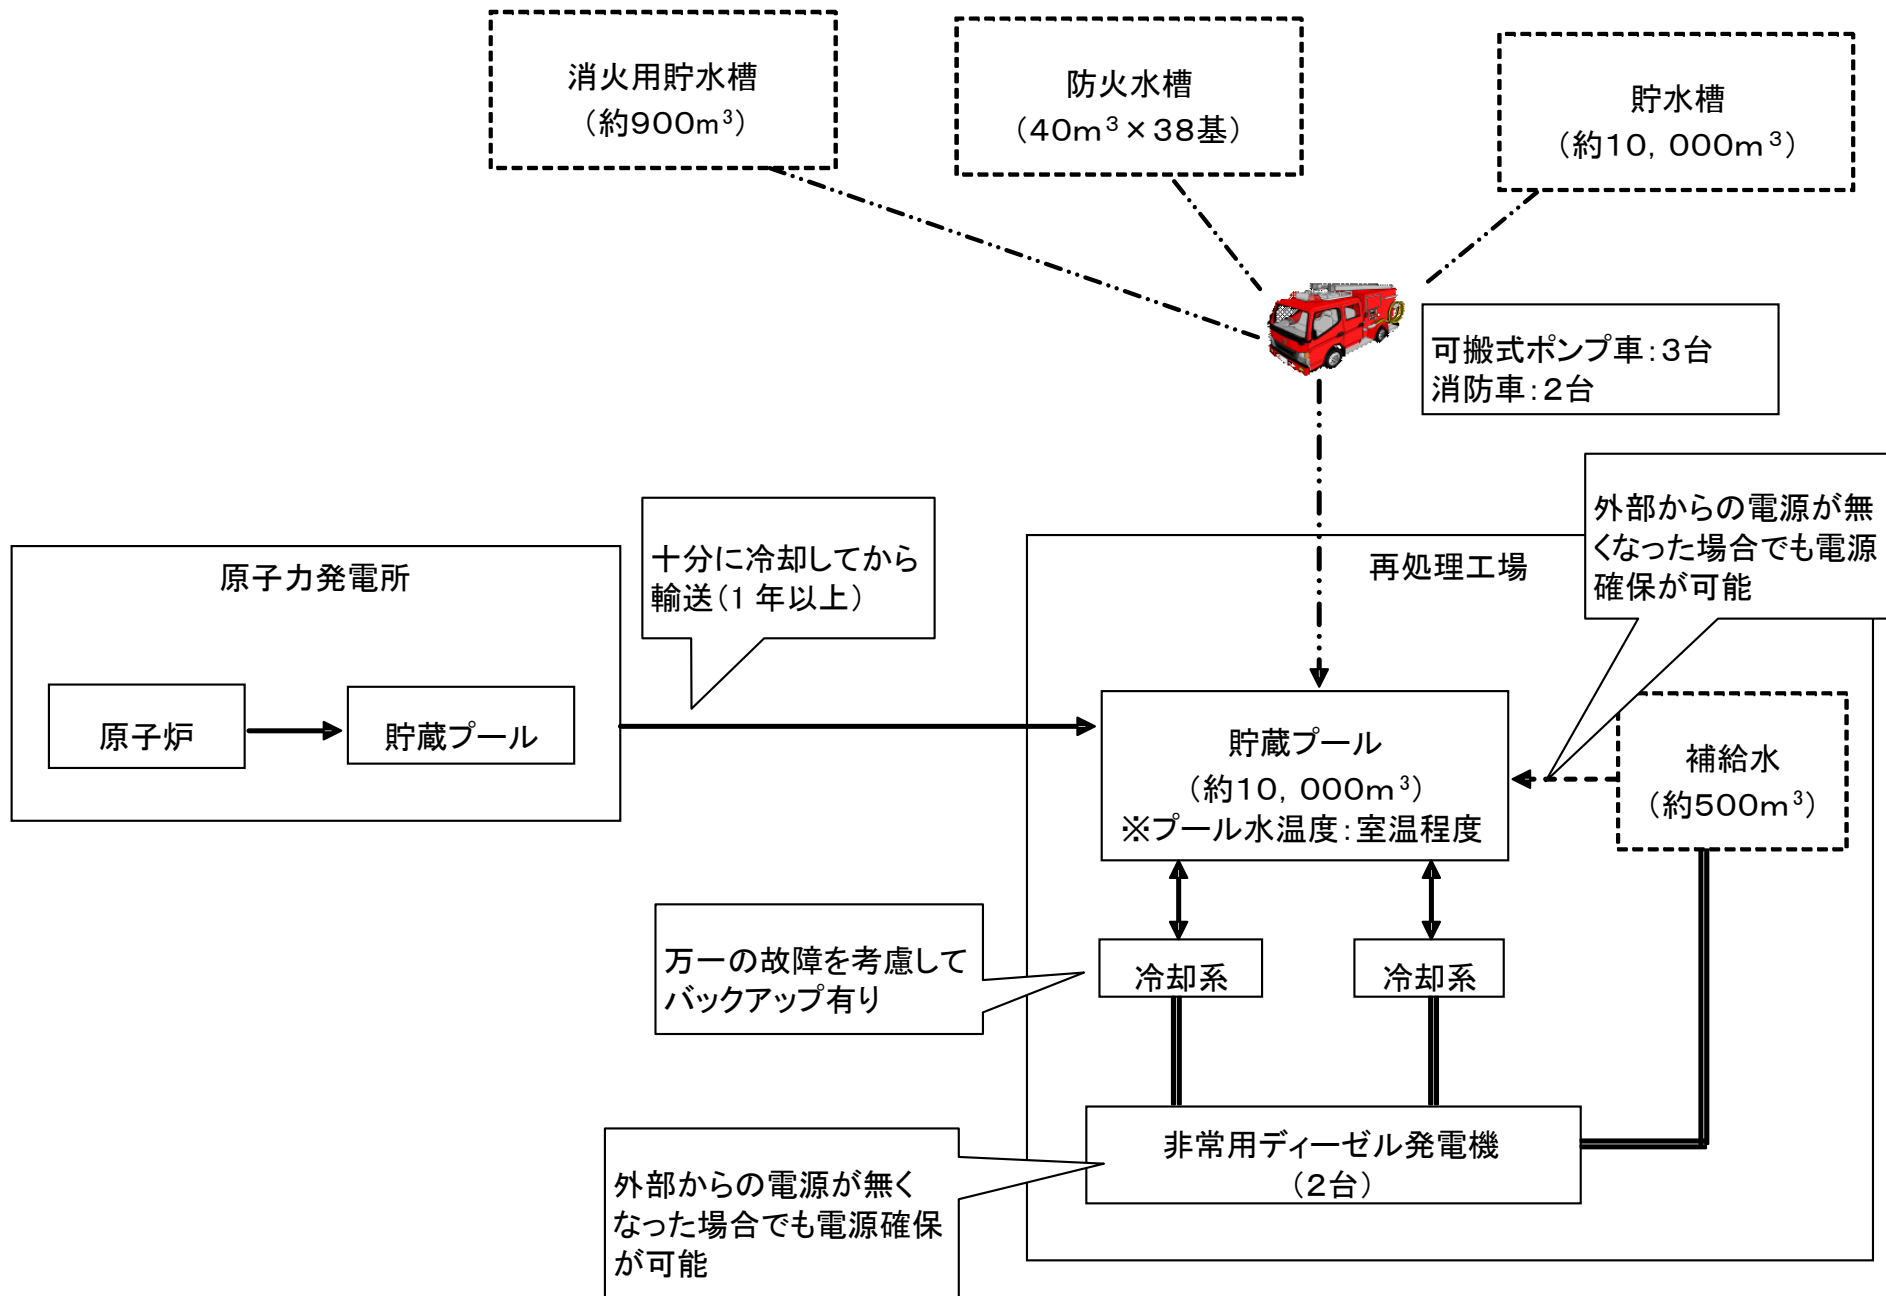 消火用貯水槽
(約900m³)
防火水槽
(40m³×38基)
貯水槽
(約10,000m³)
可搬式ポンプ車:3台
消防車:2台
外部からの電源が無
くなった場合でも電源
確保が可能
十分に冷却してから
輸送(1年以上)
原子力発電所
原子炉
貯蔵プール
再処理工場
貯蔵プール
(約10,000m³)
※プール水温度:室温程度
補給水
(約500m³)
万一の故障を考慮して
バックアップ有り
冷却系
冷却系
非常用ディーゼル発電機
(2台)
外部からの電源が無く
なった場合でも電源確保
が可能